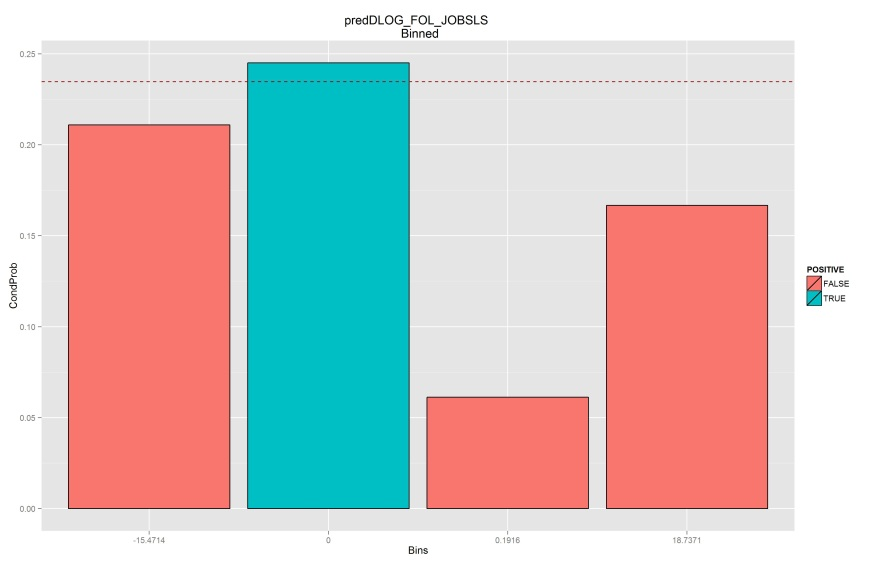 predDLOG_FOL_JOBSLS
Binned
0.25
0.20
0.15
0.10
0.05
0.00
CondProb
-15.4714
0
0.1916
18.7371
Bins
POSITIVE
FALSE
TRUE